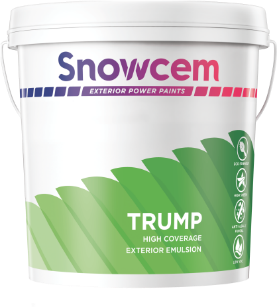 Snowcem
EXTERIOR POWER PAINTS
TRUMP
HIGH COVERAGE
EXTERIOR EMULSION